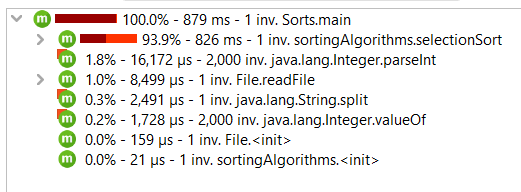 m 100.0% - 879 ms - 1 inv. Sorts.main
m 93.9% - 826 ms - 1 inv. sortingAlgorithms.selectionSort
m 1.8% - 16,172 µs - 2,000 inv. java.lang.Integer.parseInt
m 1.0% - 8,499 µs - 1 inv. File.readFile
m 0.3% - 2,491 µs - 1 inv. java.lang.String.split
m 0.2% - 1,728 µs - 2,000 inv. java.lang.Integer.valueOf
m 0.0% - 159 µs - 1 inv. File.<init>
m 0.0% - 21 µs - 1 inv. sortingAlgorithms.<init>